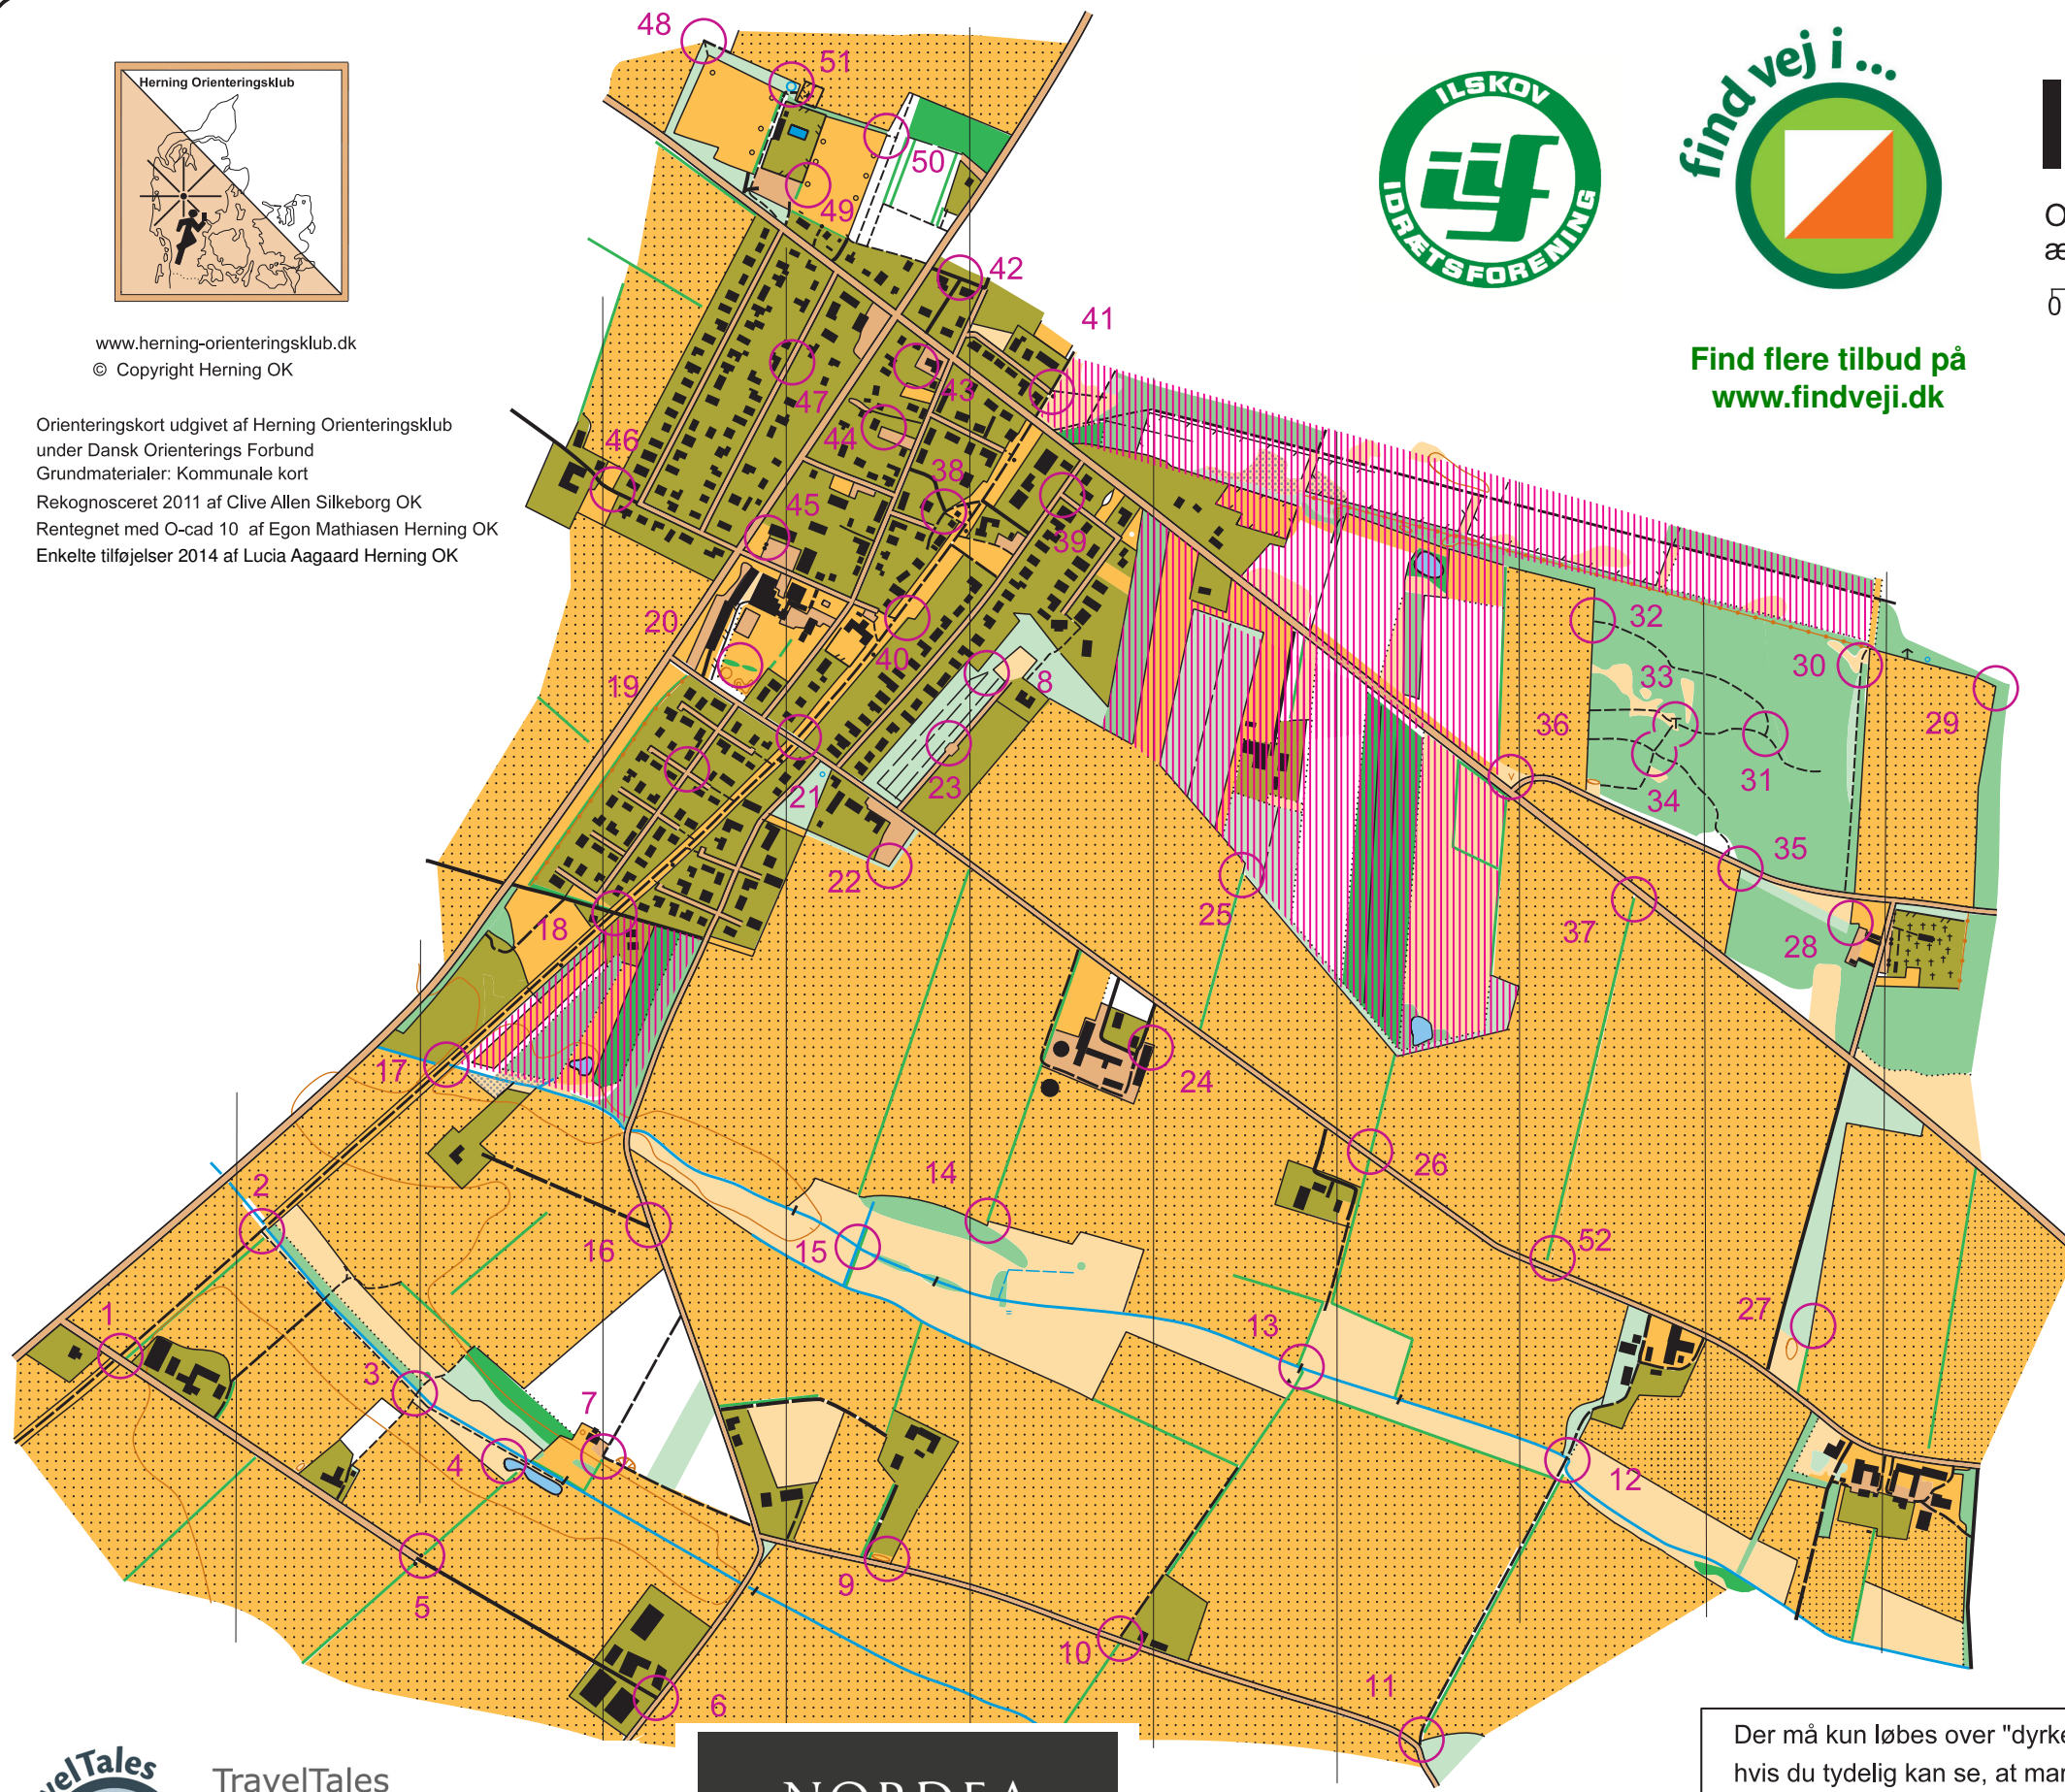 Herning Orienteringsklub
www.herning-orienteringsklub.dk
© Copyright Herning OK
Orienteringskort udgivet af Herning Orienteringsklub
under Dansk Orienterings Forbund
Grundmaterialer: Kommunale kort
Rekognosceret 2011 af Clive Allen Silkeborg OK
Rentegnet med O-cad 10 af Egon Mathiasen Herning OK
Enkelte tilføjelser 2014 af Lucia Aagaard Herning OK
ILSKOV
iif
IDRÆTSFORENING
find vej i ...
Find flere tilbud på
www.findveji.dk
O
æ
0
48
51
50
49
42
41
47
43
44
46
38
45
39
20
40
32
19
8
33
30
36
29
21
23
31
34
22
35
18
25
37
28
17
24
2
14
26
16
15
52
1
13
27
3
7
4
12
5
9
10
11
6
TravelTales
NORDEA
Der må kun løbes over "dyrke
hvis du tydelig kan se, at mar